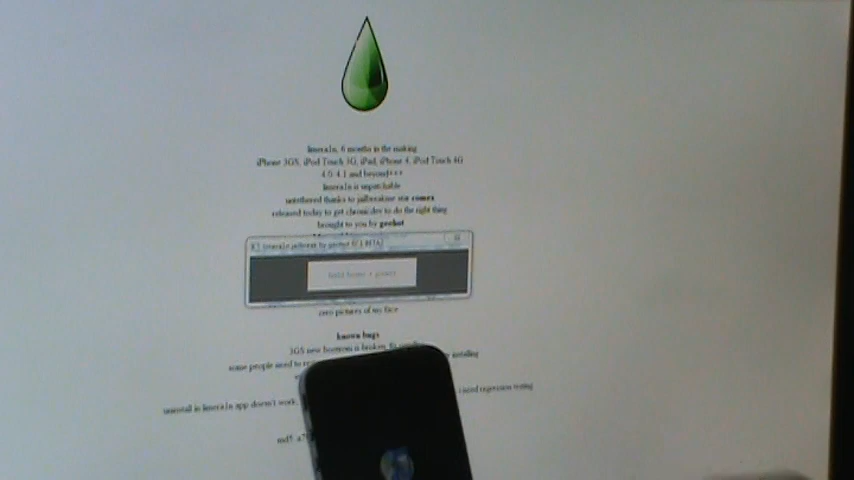 limera1n, 6 months in the making
iPhone 3GS, iPod Touch 3G, iPad, iPhone 4, iPod Touch 4G
4.0, 4.1 and beyond+++
limera1n is unpatchable
untethered thanks to jailbreakme star comex
released today to get chronicdev to do the right thing
brought to you by geohot
limera1n jailbreak by geohot
hold home + power
zero pictures of my face
known bugs
3GS new bootrom is broken,
some people need to installing
uninstall in limera1n app doesn't work, need regression testing
md5